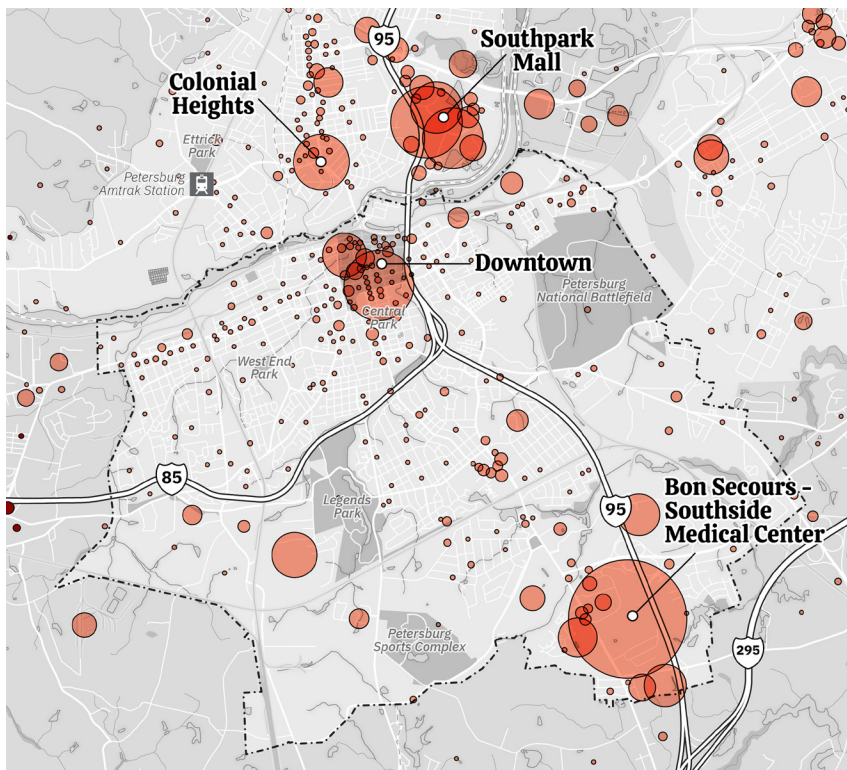 95
Southpark
Mall
Colonial
Heights
Ettrick
Park
Petersburg
Amtrak Station
Downtown
Petersburg
National Battlefield
Central
Park
West End
Park
85
Legends
Park
95
Bon Secours -
Southside
Medical Center
Petersburg
Sports Complex
295